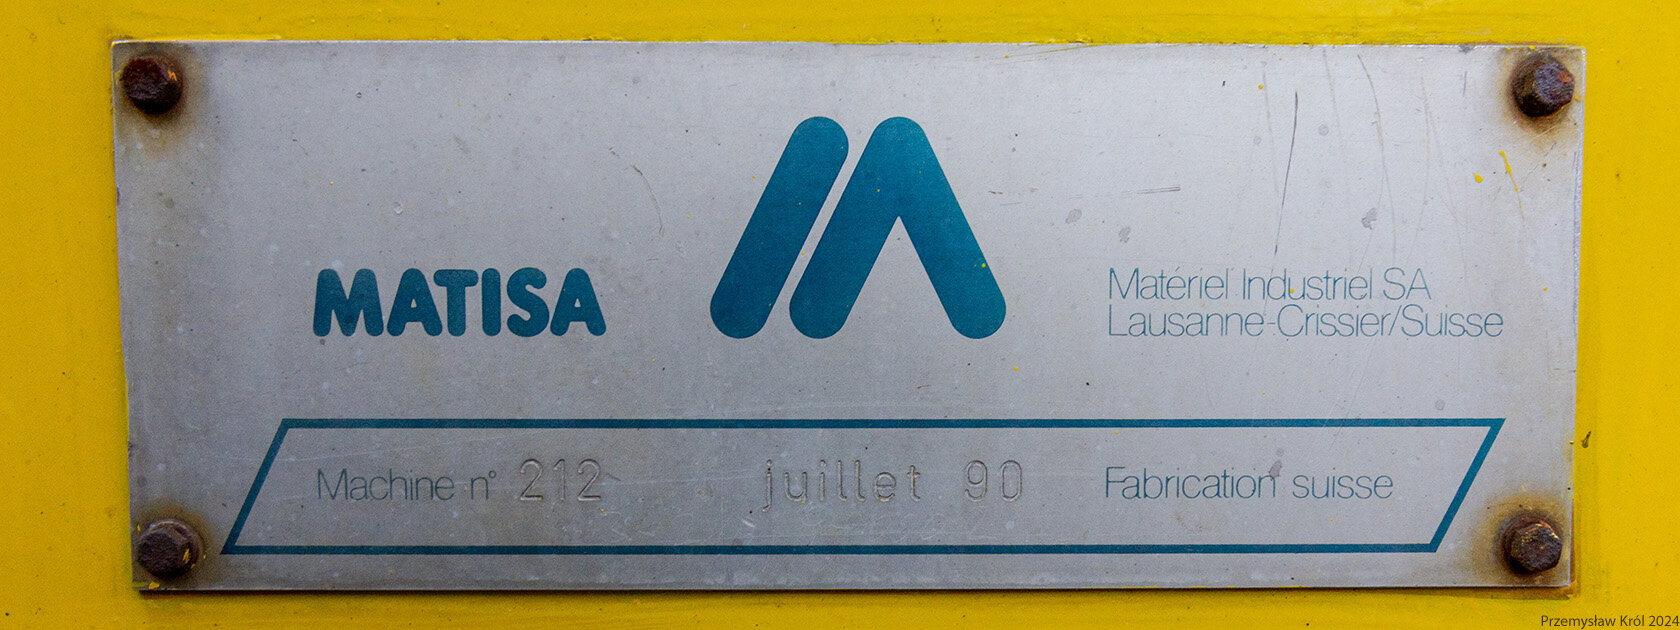 MATISA
Matériel Industriel SA
Lausanne-Crissier/Suisse
Machine n° 212 juillet 90 Fabrication suisse
Przemysław Król 2024